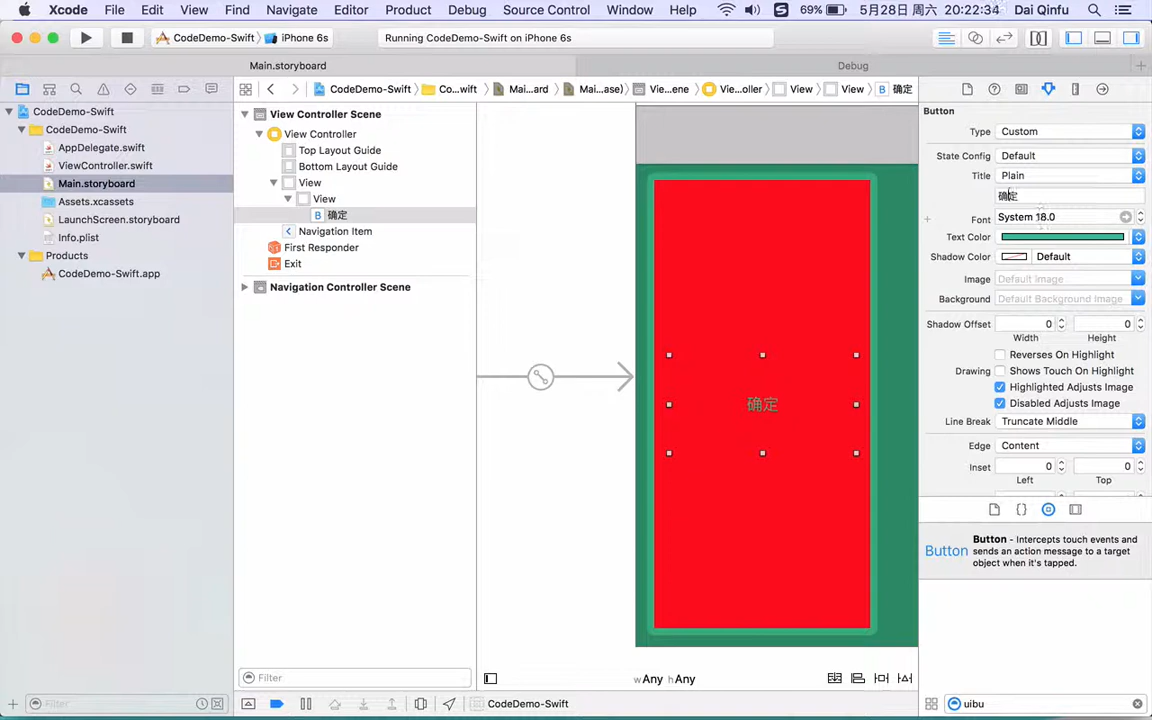 Xcode File Edit View Find Navigate Editor Product Debug Source Control Window Help 69% 5月28日 周六 20:22:34 Dai Qinfu
CodeDemo-Swift iPhone 6s Running CodeDemo-Swift on iPhone 6s
Main.storyboard Debug
CodeDemo-Swift Co...wift Mai...ard Mai...ase) Vie...ene Vie...oller View View B 确定
CodeDemo-Swift
CodeDemo-Swift
AppDelegate.swift
ViewController.swift
Main.storyboard
Assets.xcassets
LaunchScreen.storyboard
Info.plist
Products
CodeDemo-Swift.app
Filter
View Controller Scene
View Controller
Top Layout Guide
Bottom Layout Guide
View
View
B 确定
Navigation Item
First Responder
Exit
Navigation Controller Scene
Filter
确定
wAny hAny
CodeDemo-Swift
Button
Type Custom
State Config Default
Title Plain
确定
Font System 18.0
Text Color
Shadow Color Default
Image Default Image
Background Default Background Image
Shadow Offset 0 0
Width Height
Reverses On Highlight
Drawing Shows Touch On Highlight
Highlighted Adjusts Image
Disabled Adjusts Image
Line Break Truncate Middle
Edge Content
Inset 0 0
Left Top
Button Button - Intercepts touch events and
sends an action message to a target
object when it's tapped.
uibu